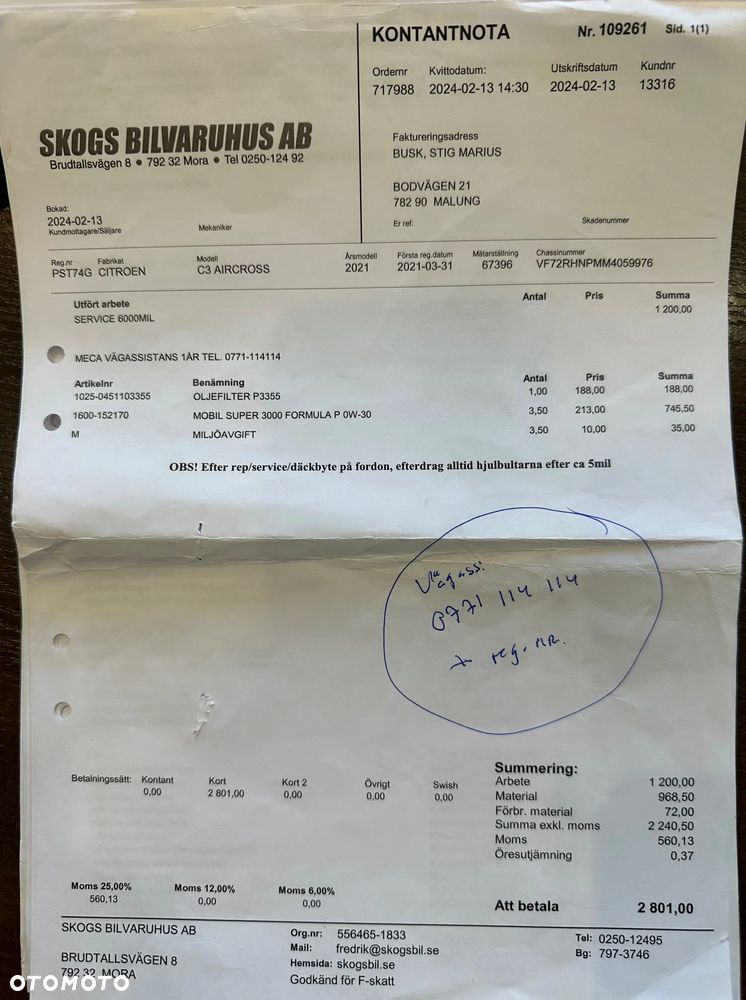 KONTANTNOTA Nr. 109261 Sid. 1(1)
Ordernr Kvittodatum: Utskriftsdatum Kundnr
717988 2024-02-13 14:30 2024-02-13 13316
SKOGS BILVARUHUS AB
Brudtallsvägen 8 ● 792 32 Mora ● Tel 0250-124 92
Faktureringsadress
BUSK, STIG MARIUS
BODVÄGEN 21
782 90 MALUNG
Bokad:
2024-02-13
Kundmottagare/Säljare Mekaniker
Er ref: Skadenummer
Reg.nr Fabrikat Modell Årsmodell Första reg.datum Mätarställning Chassinummer
PST74G CITROEN C3 AIRCROSS 2021 2021-03-31 67396 VF72RHNPMM4059976
Utfört arbete Antal Pris Summa
SERVICE 6000MIL 1 200,00
MECA VÄGASSISTANS 1ÅR TEL. 0771-114114
Artikelnr Benämning Antal Pris Summa
1025-0451103355 OLJEFILTER P3355 1,00 188,00 188,00
1600-152170 MOBIL SUPER 3000 FORMULA P 0W-30 3,50 213,00 745,50
M MILJÖAVGIFT 3,50 10,00 35,00
OBS! Efter rep/service/däckbyte på fordon, efterdrag alltid hjulbultarna efter ca 5mil
Vägass:
0771 114 114
+ reg.nr.
Betalningssätt: Kontant Kort Kort 2 Övrigt Swish
0,00 2 801,00 0,00 0,00 0,00
Summering:
Arbete 1 200,00
Material 968,50
Förbr. material 72,00
Summa exkl. moms 2 240,50
Moms 560,13
Öresutjämning 0,37
Moms 25,00% Moms 12,00% Moms 6,00%
560,13 0,00 0,00
Att betala 2 801,00
SKOGS BILVARUHUS AB
BRUDTALLSVÄGEN 8
792 32 MORA
Org.nr: 556465-1833
Mail: fredrik@skogsbil.se
Hemsida: skogsbil.se
Godkänd för F-skatt
Tel: 0250-12495
Bg: 797-3746
OTOMOTO